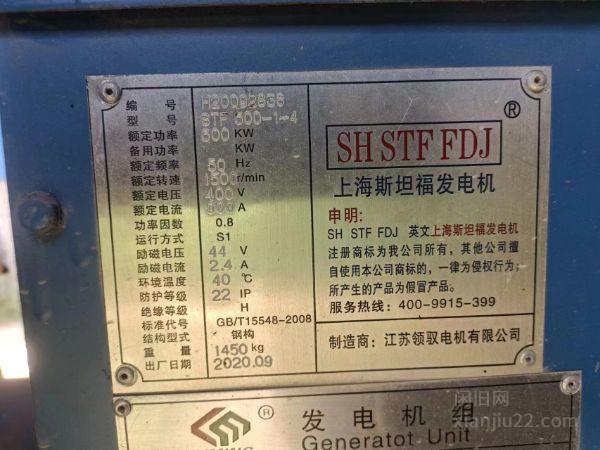 编 号 H20092838
型 号 STF 300-1-4
额定功率 300 KW
备用功率 KW
额定频率 50 Hz
额定转速 150 r/min
额定电压 400 V
额定电流 A
功率因数 0.8
运行方式 S1
励磁电压 44 V
励磁电流 2.4 A
环境温度 40 ℃
防护等级 22 IP
绝缘等级 H
标准代号 GB/T15548-2008
结构型式 钢构
重 量 1450 kg
出厂日期 2020.09
®
SH STF FDJ
上海斯坦福发电机
申明:
SH STF FDJ 英文上海斯坦福发电机
注册商标为我公司所有，其他公司擅
自使用本公司商标的，一律为侵权行为;
所产生的产品为假冒产品。
服务热线: 400-9915-399
制造商: 江苏领驭电机有限公司
®
发电机组
Generatot Unit
闲旧网
xianjiu22.com